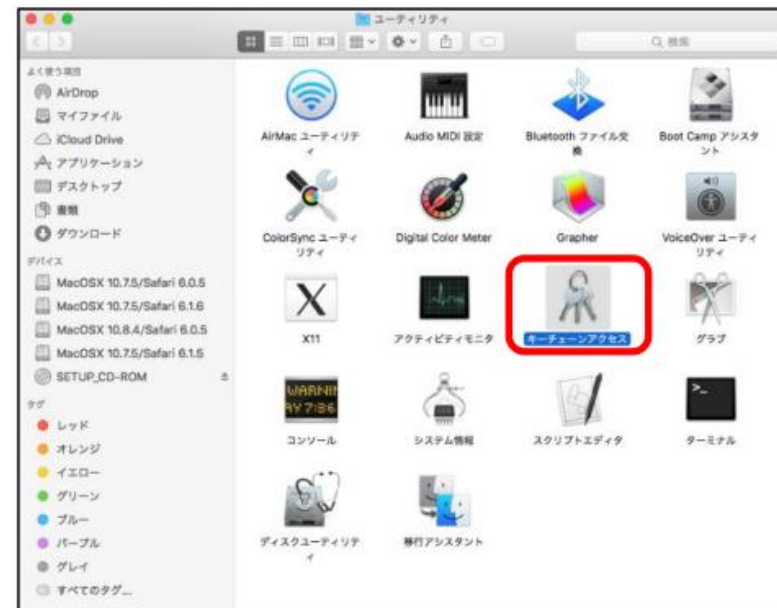 ユーティリティ
検索
よく使う項目
AirDrop
マイファイル
iCloud Drive
アプリケーション
デスクトップ
書類
ダウンロード
デバイス
MacOSX 10.7.5/Safari 6.0.5
MacOSX 10.7.5/Safari 6.1.6
MacOSX 10.8.4/Safari 6.0.5
MacOSX 10.7.5/Safari 6.1.5
SETUP_CD-ROM
タグ
レッド
オレンジ
イエロー
グリーン
ブルー
パープル
グレイ
すべてのタグ...
AirMac ユーティリテ
ィ
Audio MIDI 設定
Bluetooth ファイル交
換
Boot Camp アシスタ
ント
ColorSync ユーティ
リティ
Digital Color Meter
Grapher
VoiceOver ユーティ
リティ
X11
アクティビティモニタ
キーチェーンアクセス
グラブ
WARNIN
AY 7:36
コンソール
システム情報
スクリプトエディタ
ターミナル
ディスクユーティリテ
ィ
移行アシスタント